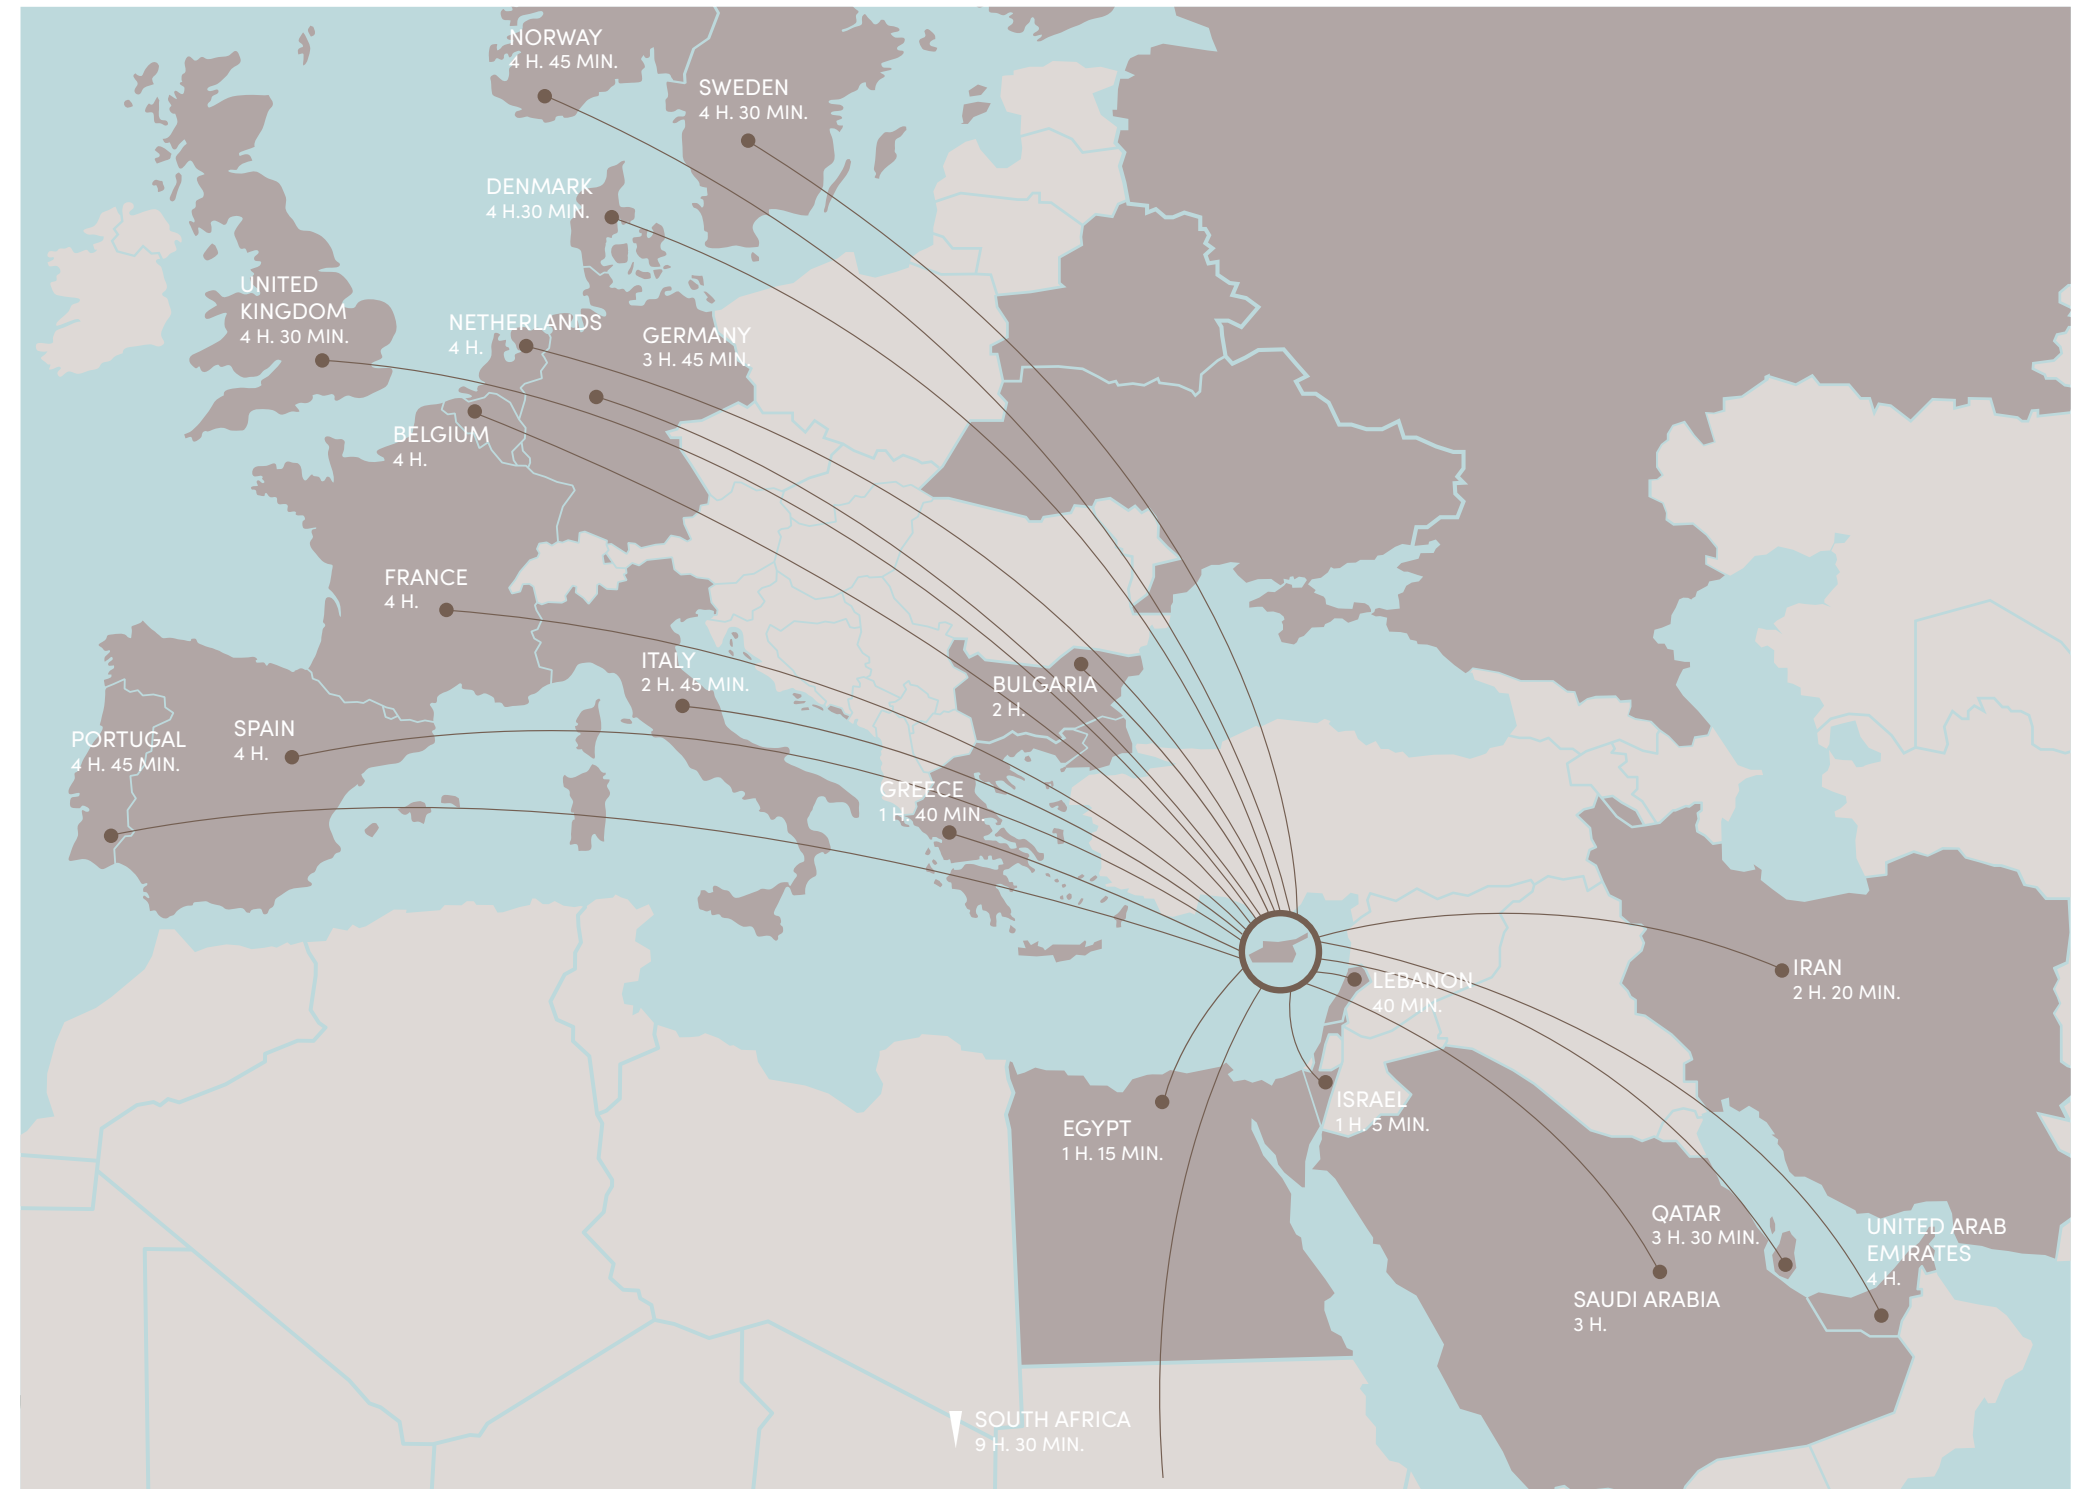 NORWAY
4 H. 45 MIN.
SWEDEN
4 H. 30 MIN.
DENMARK
4 H.30 MIN.
UNITED
KINGDOM
4 H. 30 MIN.
NETHERLANDS
4 H.
GERMANY
3 H. 45 MIN.
BELGIUM
4 H.
FRANCE
4 H.
ITALY
2 H. 45 MIN.
BULGARIA
2 H.
PORTUGAL
4 H. 45 MIN.
SPAIN
4 H.
GREECE
1 H. 40 MIN.
IRAN
2 H. 20 MIN.
LEBANON
40 MIN.
ISRAEL
1 H. 5 MIN.
EGYPT
1 H. 15 MIN.
QATAR
3 H. 30 MIN.
UNITED ARAB
EMIRATES
4 H.
SAUDI ARABIA
3 H.
SOUTH AFRICA
9 H. 30 MIN.